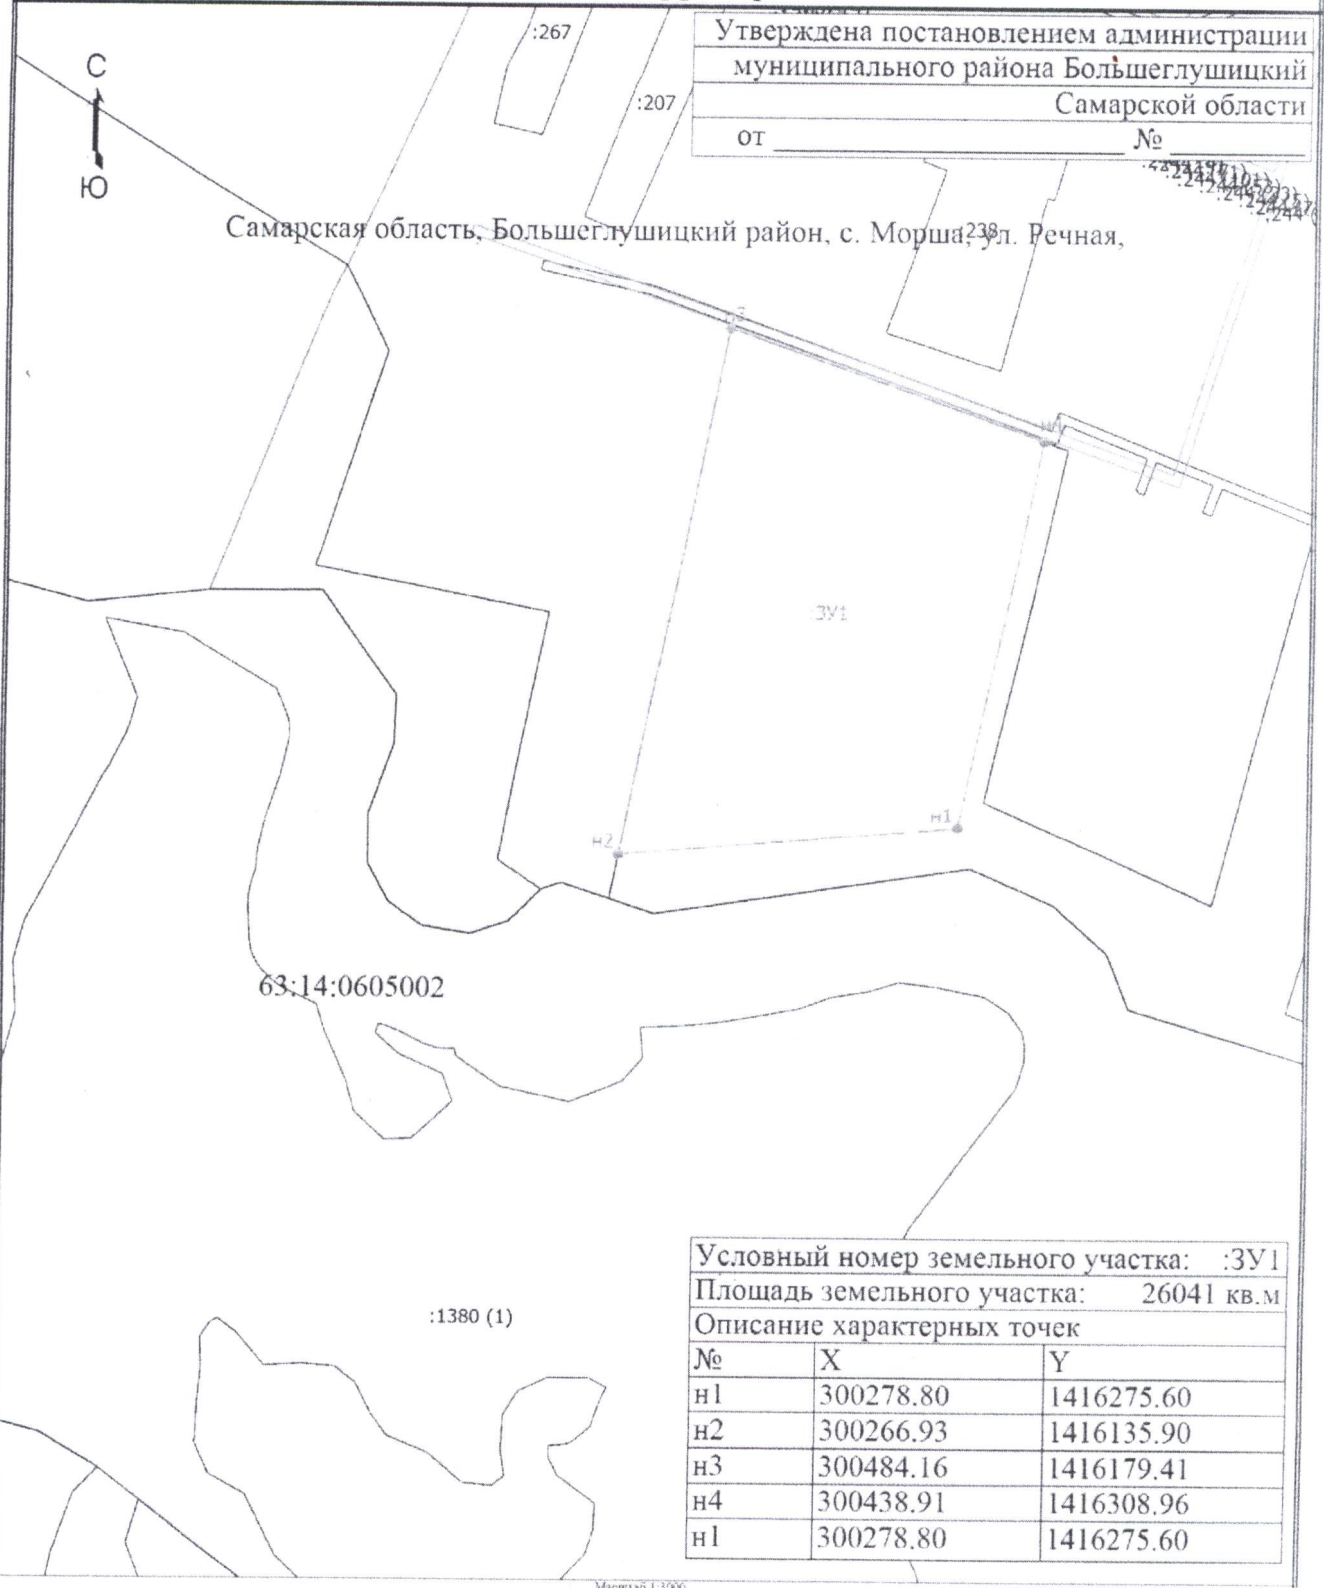 :267
Утверждена постановлением администрации
муниципального района Большеглушицкий
Самарской области
от № 
С
:207
Ю
Самарская область, Большеглушицкий район, с. Морша, ул. Речная,
:238
н3
н4
:ЗУ1
н1
н2
63:14:0605002
:1380 (1)
Условный номер земельного участка: :ЗУ1
Площадь земельного участка: 26041 кв.м
Описание характерных точек
№ X Y
н1 300278.80 1416275.60
н2 300266.93 1416135.90
н3 300484.16 1416179.41
н4 300438.91 1416308.96
н1 300278.80 1416275.60
Масштаб 1:3000